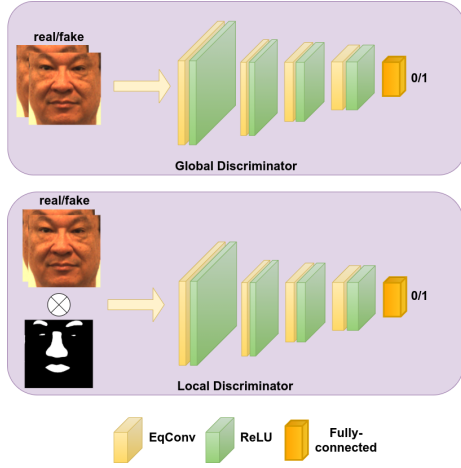 real/fake
0/1
Global Discriminator
real/fake
0/1
Local Discriminator
EqConv
ReLU
Fully-
connected